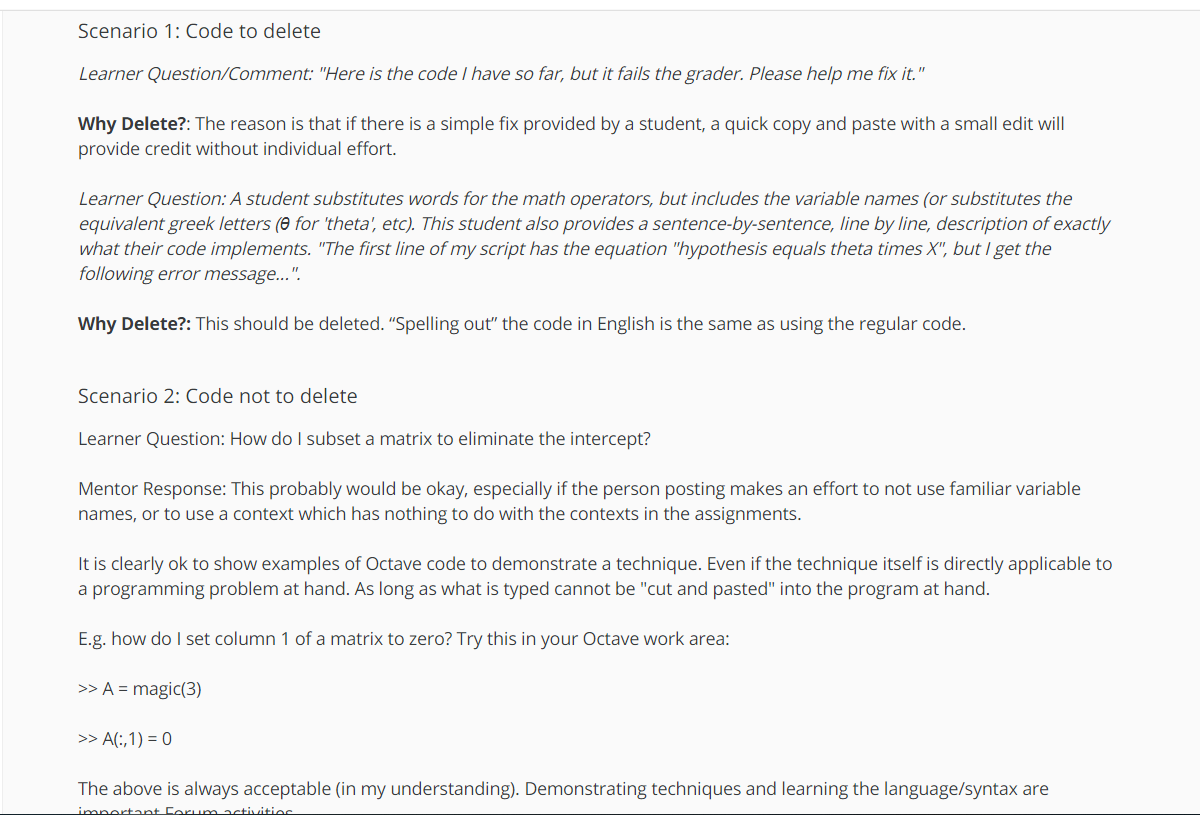 Scenario 1: Code to delete
Learner Question/Comment: "Here is the code I have so far, but it fails the grader. Please help me fix it."
Why Delete?: The reason is that if there is a simple fix provided by a student, a quick copy and paste with a small edit will
provide credit without individual effort.
Learner Question: A student substitutes words for the math operators, but includes the variable names (or substitutes the
equivalent greek letters (θ for 'theta', etc). This student also provides a sentence-by-sentence, line by line, description of exactly
what their code implements. "The first line of my script has the equation "hypothesis equals theta times X", but I get the
following error message...".
Why Delete?: This should be deleted. “Spelling out” the code in English is the same as using the regular code.
Scenario 2: Code not to delete
Learner Question: How do I subset a matrix to eliminate the intercept?
Mentor Response: This probably would be okay, especially if the person posting makes an effort to not use familiar variable
names, or to use a context which has nothing to do with the contexts in the assignments.
It is clearly ok to show examples of Octave code to demonstrate a technique. Even if the technique itself is directly applicable to
a programming problem at hand. As long as what is typed cannot be "cut and pasted" into the program at hand.
E.g. how do I set column 1 of a matrix to zero? Try this in your Octave work area:
>> A = magic(3)
>> A(:,1) = 0
The above is always acceptable (in my understanding). Demonstrating techniques and learning the language/syntax are
important Forum activities